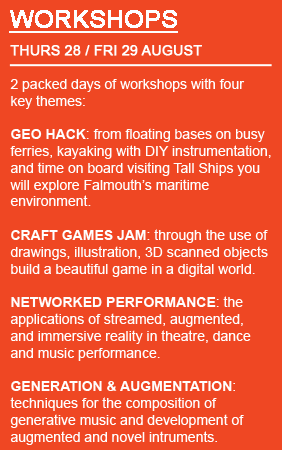 WORKSHOPS
THURS 28 / FRI 29 AUGUST
2 packed days of workshops with four
key themes:
GEO HACK: from floating bases on busy
ferries, kayaking with DIY instrumentation,
and time on board visiting Tall Ships you
will explore Falmouth's maritime
environment.
CRAFT GAMES JAM: through the use of
drawings, illustration, 3D scanned objects
build a beautiful game in a digital world.
NETWORKED PERFORMANCE: the
applications of streamed, augmented,
and immersive reality in theatre, dance
and music performance.
GENERATION & AUGMENTATION:
techniques for the composition of
generative music and development of
augmented and novel intruments.